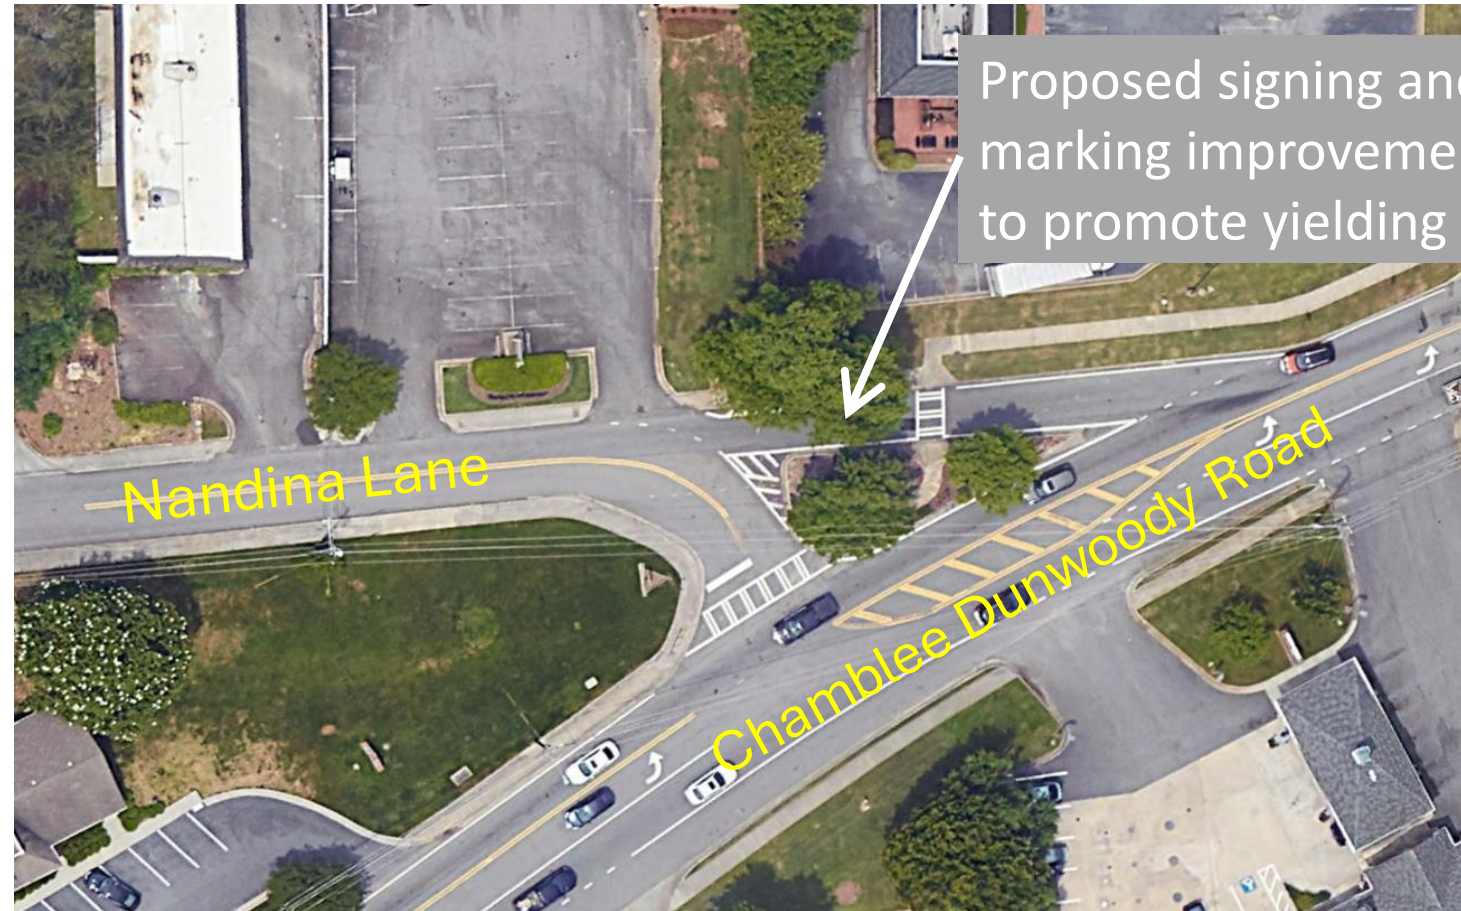 Proposed signing and
marking improveme
to promote yielding
Nandina Lane
Chamblee Dunwoody Road